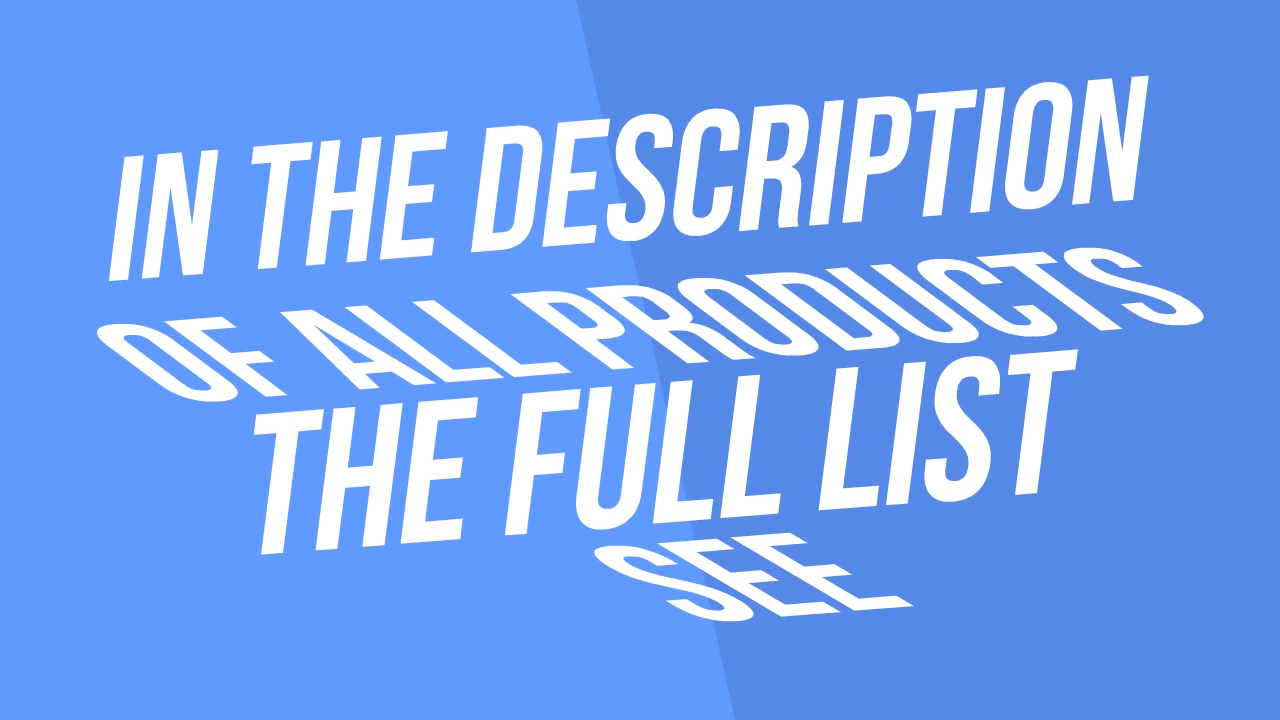 IN THE DESCRIPTION
OF ALL PRODUCTS
THE FULL LIST
SEE